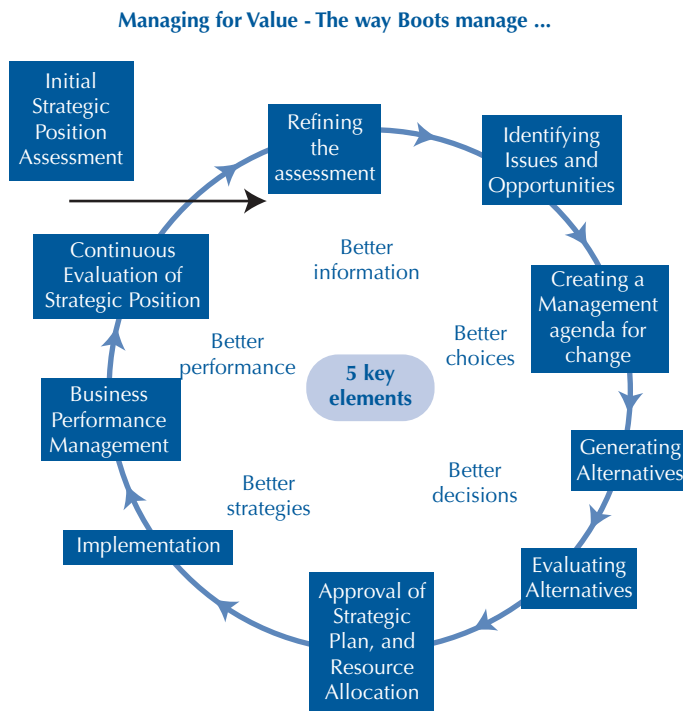 Managing for Value - The way Boots manage ...
Initial
Strategic
Position
Assessment
Refining
the
assessment
Identifying
Issues and
Opportunities
Creating a
Management
agenda for
change
Generating
Alternatives
Evaluating
Alternatives
Approval of
Strategic
Plan, and
Resource
Allocation
Implementation
Business
Performance
Management
Continuous
Evaluation of
Strategic Position
Better
information
Better
choices
Better
decisions
Better
strategies
Better
performance
5 key
elements